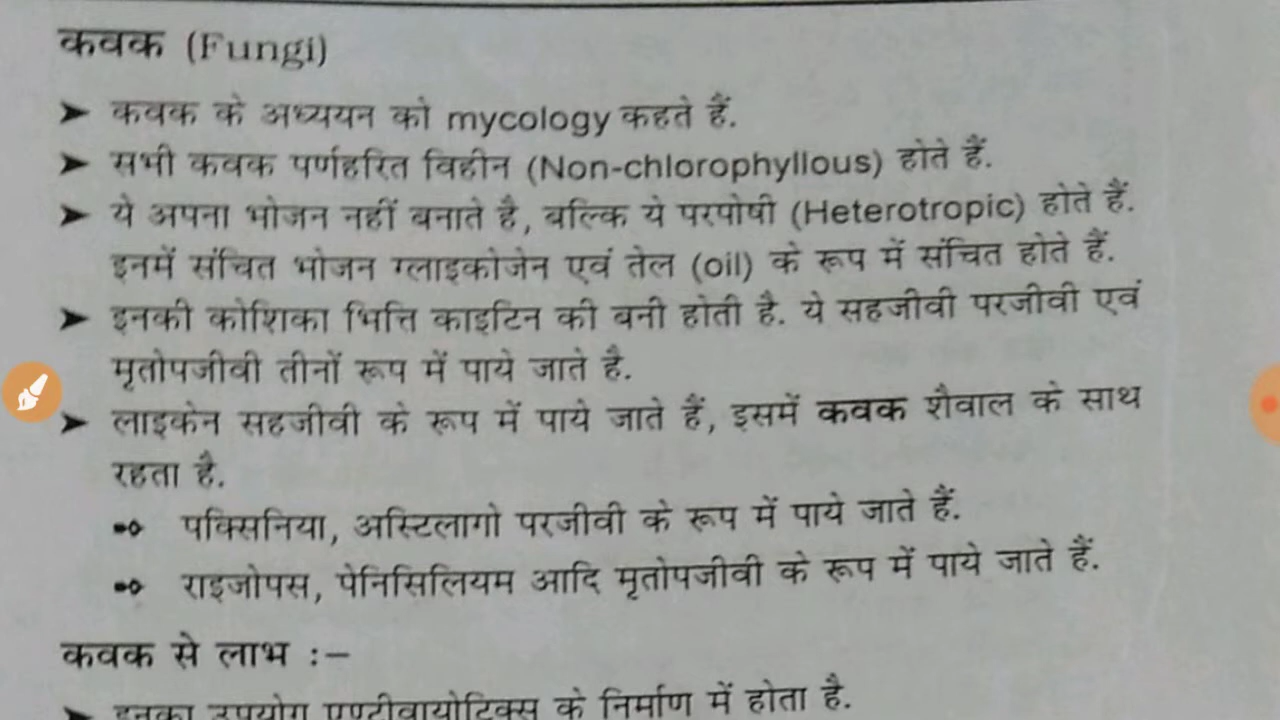 कवक (Fungi)
➤ कवक के अध्ययन को mycology कहते हैं.
➤ सभी कवक पर्णहरित विहीन (Non-chlorophyllous) होते हैं.
➤ ये अपना भोजन नहीं बनाते है, बल्कि ये परपोषी (Heterotropic) होते हैं.
इनमें संचित भोजन ग्लाइकोजेन एवं तेल (oil) के रूप में संचित होते हैं.
➤ इनकी कोशिका भित्ति काइटिन की बनी होती है. ये सहजीवी परजीवी एवं
मृतोपजीवी तीनों रूप में पाये जाते है.
➤ लाइकेन सहजीवी के रूप में पाये जाते हैं, इसमें कवक शैवाल के साथ
रहता है.
पक्सिनिया, अस्टिलागो परजीवी के रूप में पाये जाते हैं.
राइजोपस, पेनिसिलियम आदि मृतोपजीवी के रूप में पाये जाते हैं.
कवक से लाभ :–
➤ इनका उपयोग एण्टीवायोटिक्स के निर्माण में होता है.